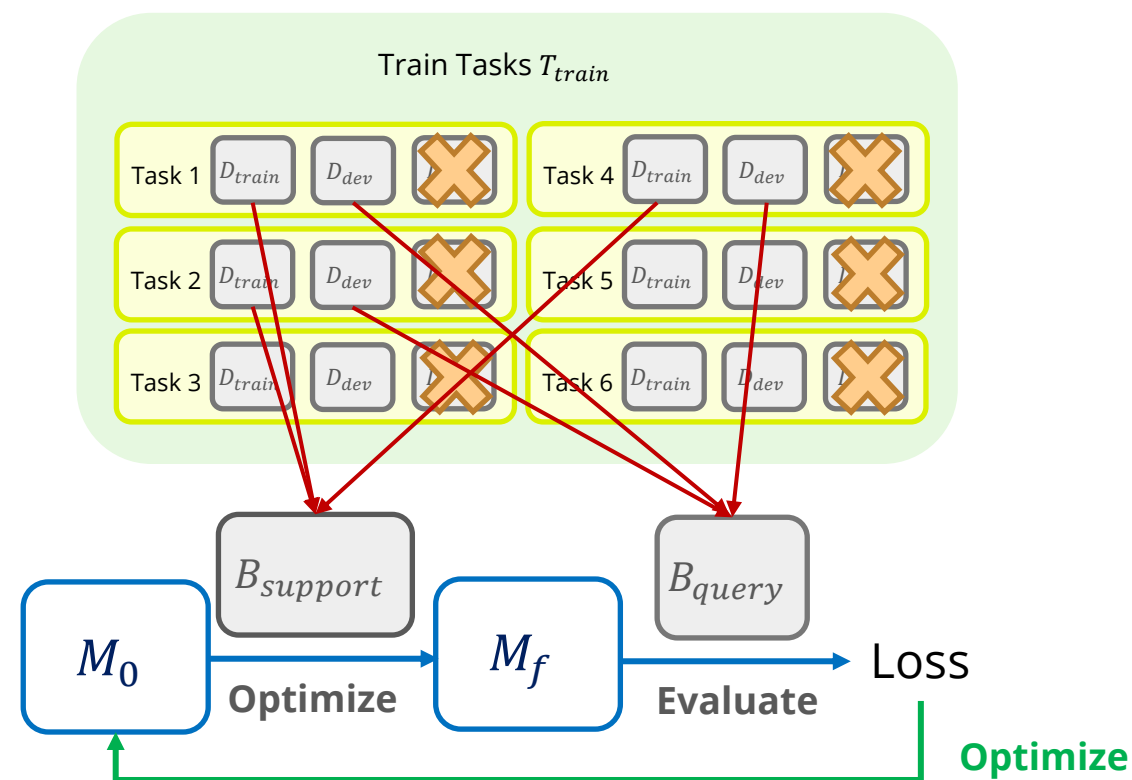 Train Tasks T_train
Task 1 D_train D_dev
Task 4 D_train D_dev
Task 2 D_train D_dev
Task 5 D_train D_dev
Task 3 D_train D_dev
Task 6 D_train D_dev
B_support
B_query
M_0
M_f
Loss
Optimize
Evaluate
Optimize